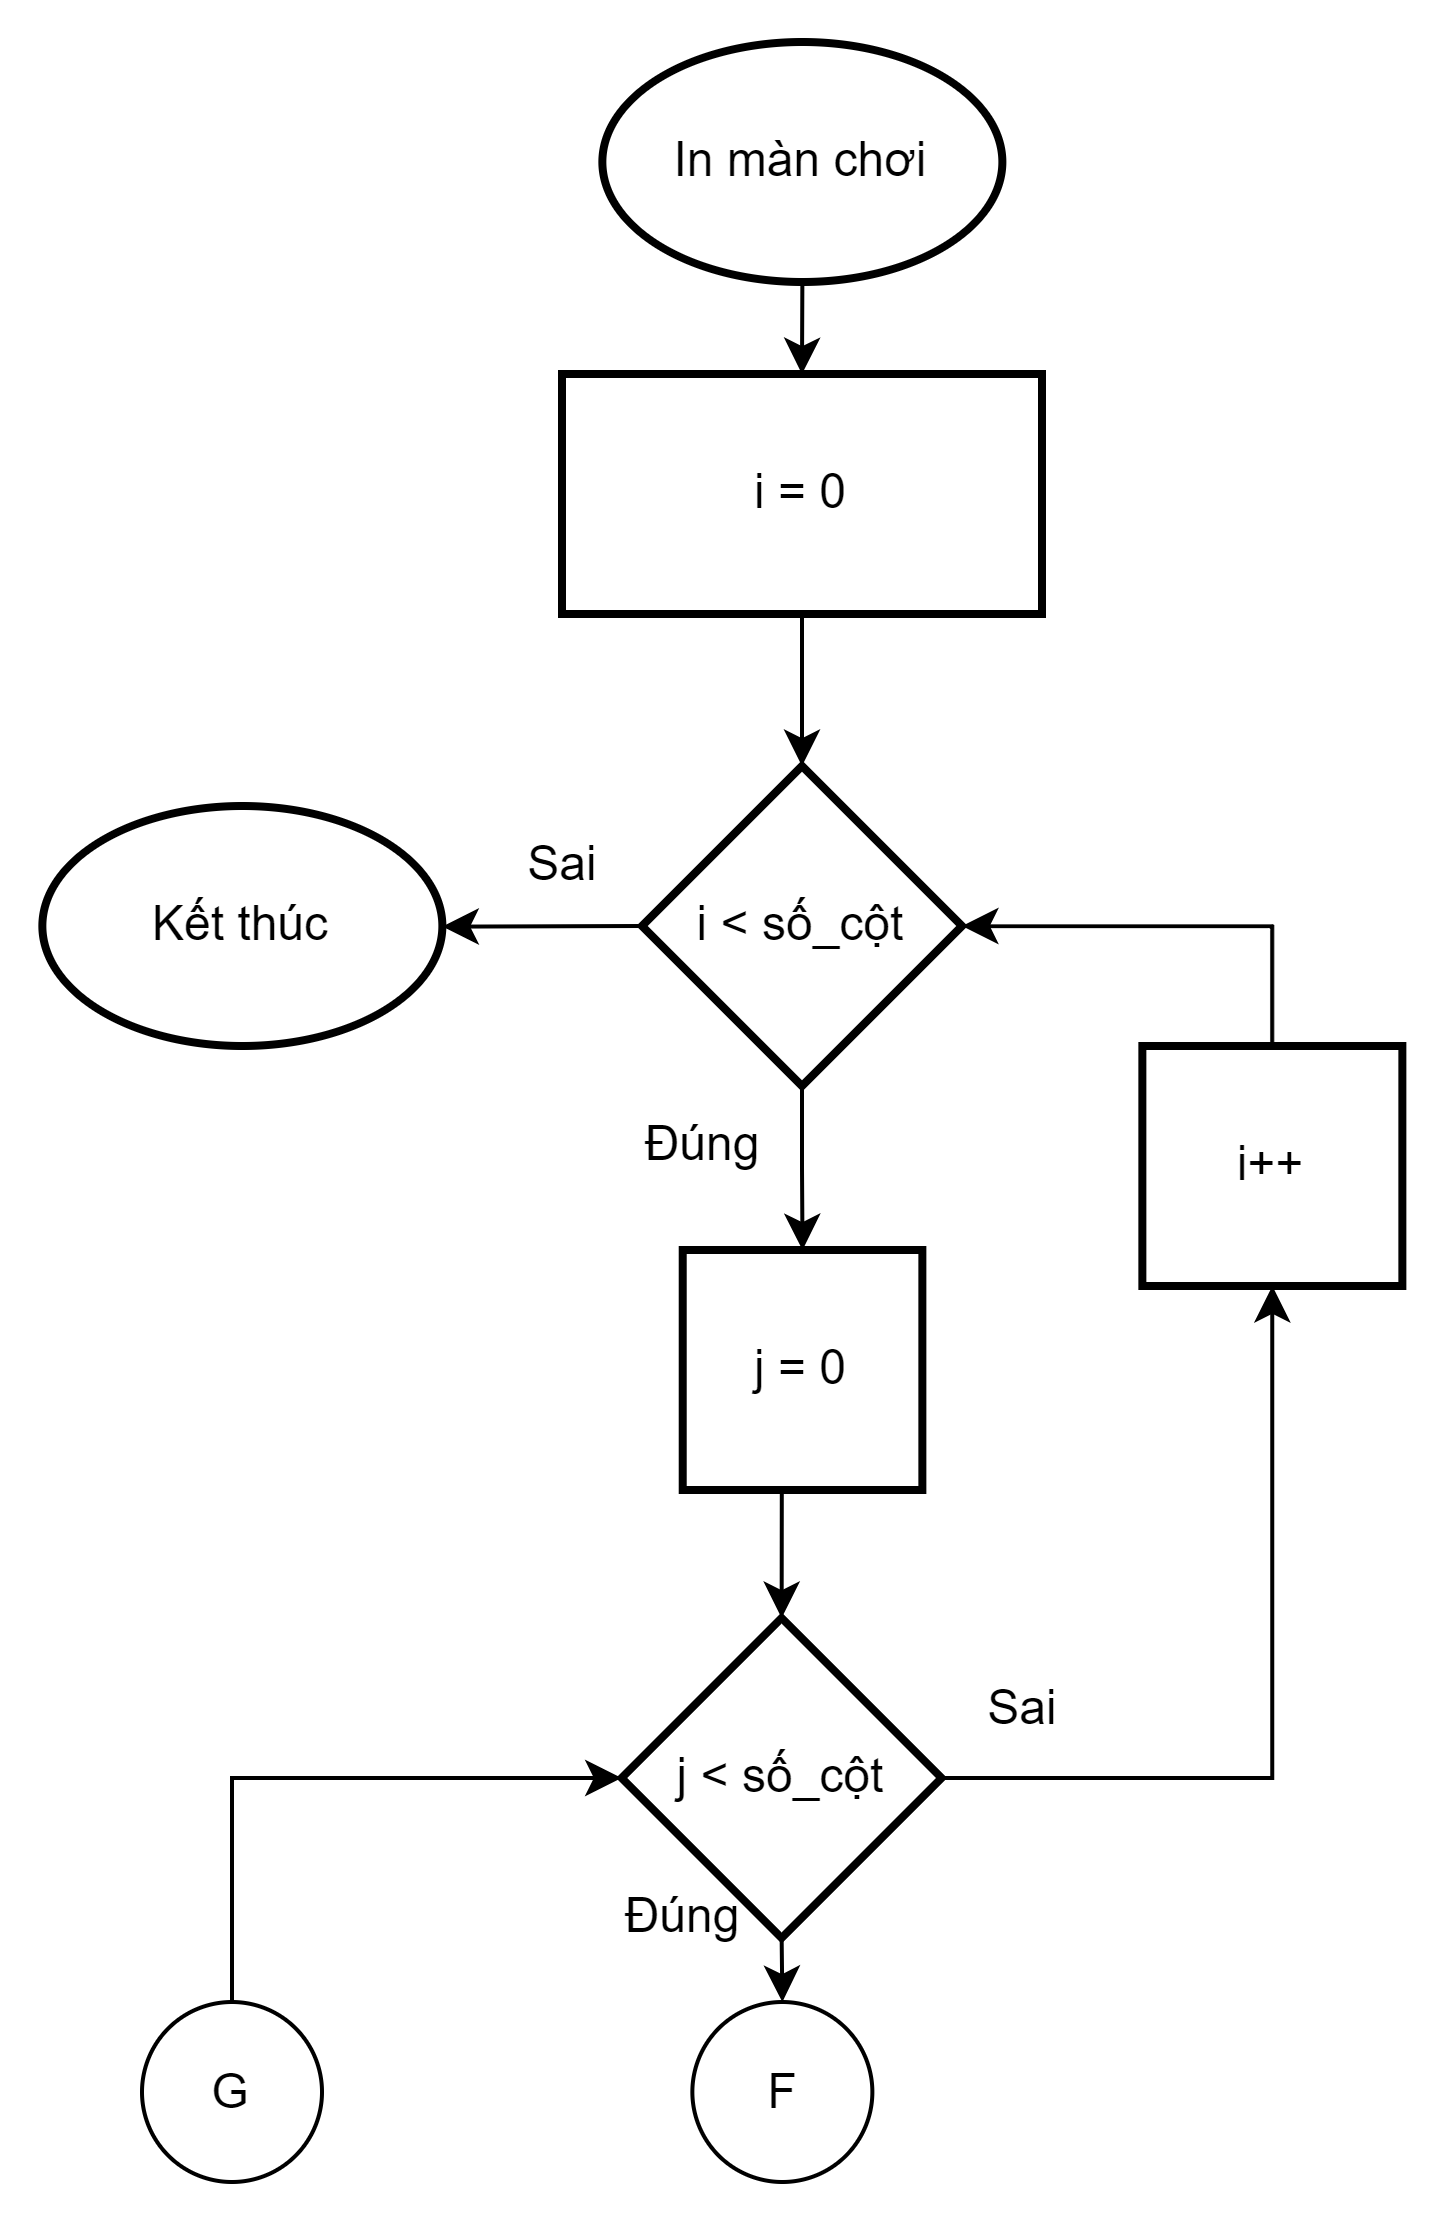 In màn chơi
i = 0
Sai
Kết thúc
i < số_cột
Đúng
i++
j = 0
Sai
j < số_cột
Đúng
G
F